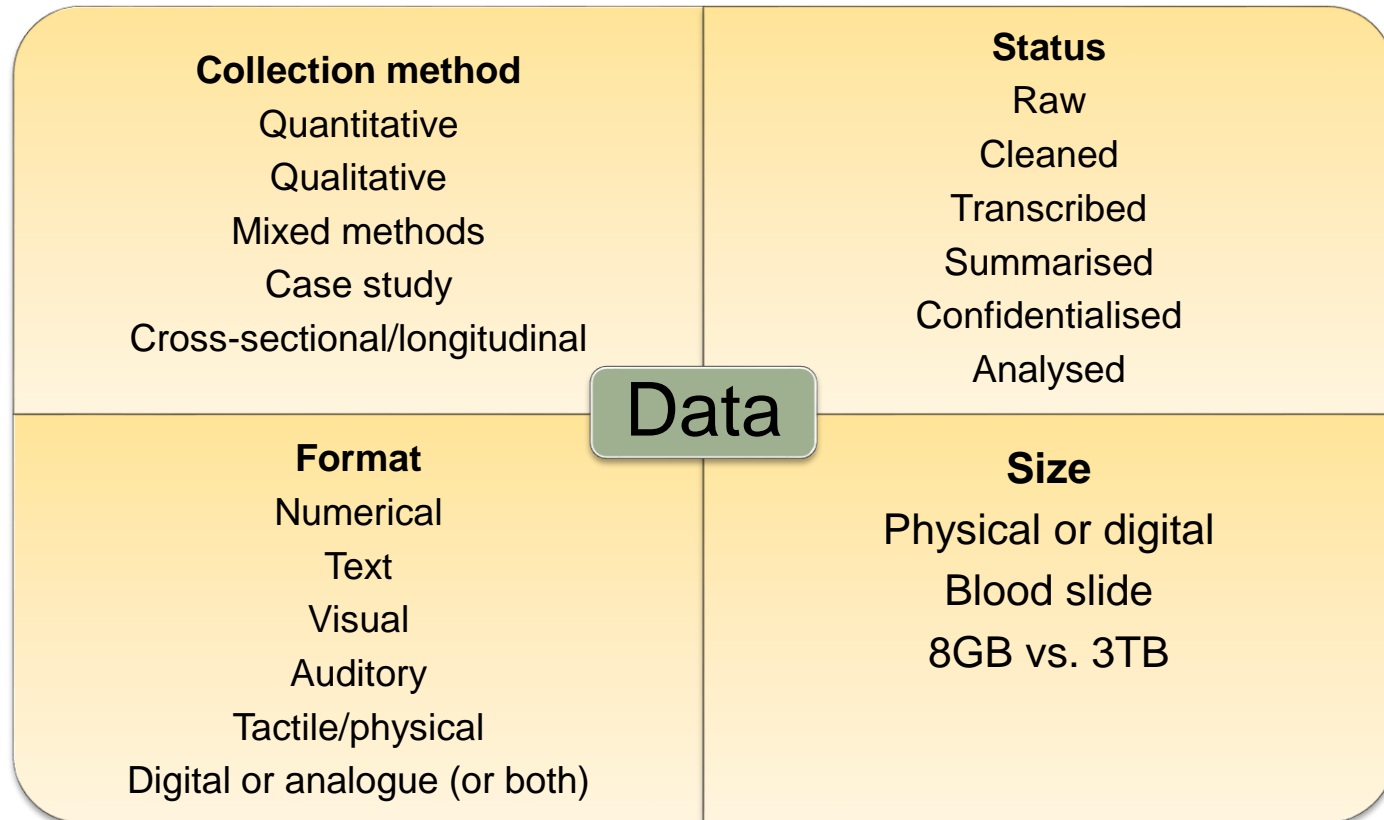 Collection method
Quantitative
Qualitative
Mixed methods
Case study
Cross-sectional/longitudinal
Status
Raw
Cleaned
Transcribed
Summarised
Confidentialised
Analysed
Data
Format
Numerical
Text
Visual
Auditory
Tactile/physical
Digital or analogue (or both)
Size
Physical or digital
Blood slide
8GB vs. 3TB